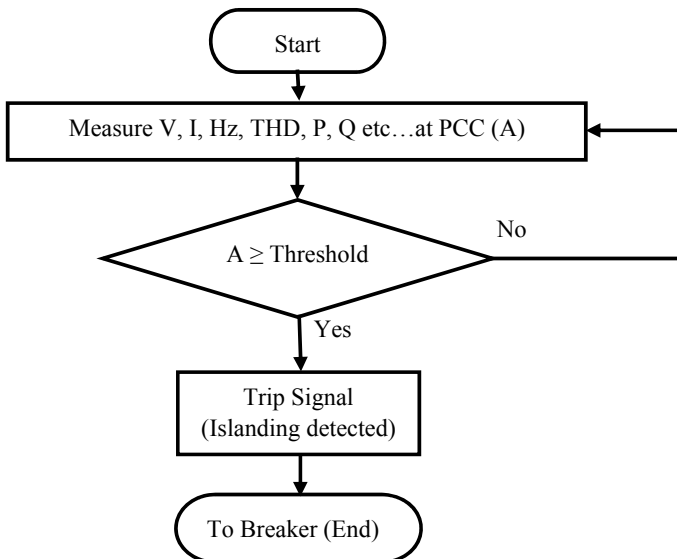 Start
Measure V, I, Hz, THD, P, Q etc…at PCC (A)
A ≥ Threshold
No
Yes
Trip Signal
(Islanding detected)
To Breaker (End)